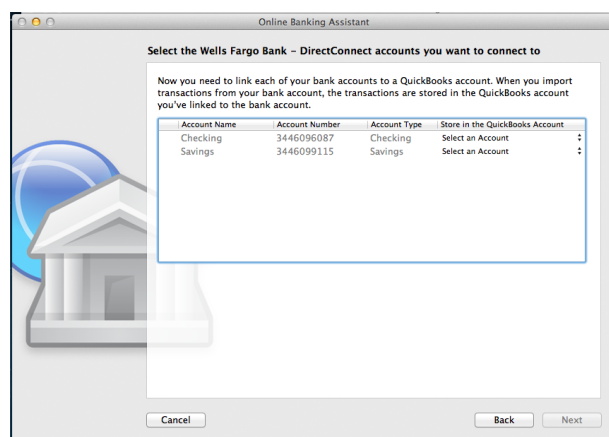 Online Banking Assistant
Select the Wells Fargo Bank – DirectConnect accounts you want to connect to
Now you need to link each of your bank accounts to a QuickBooks account. When you import
transactions from your bank account, the transactions are stored in the QuickBooks account
you've linked to the bank account.
Account Name Account Number Account Type Store in the QuickBooks Account
Checking 3446096087 Checking Select an Account
Savings 3446099115 Savings Select an Account
Cancel Back Next